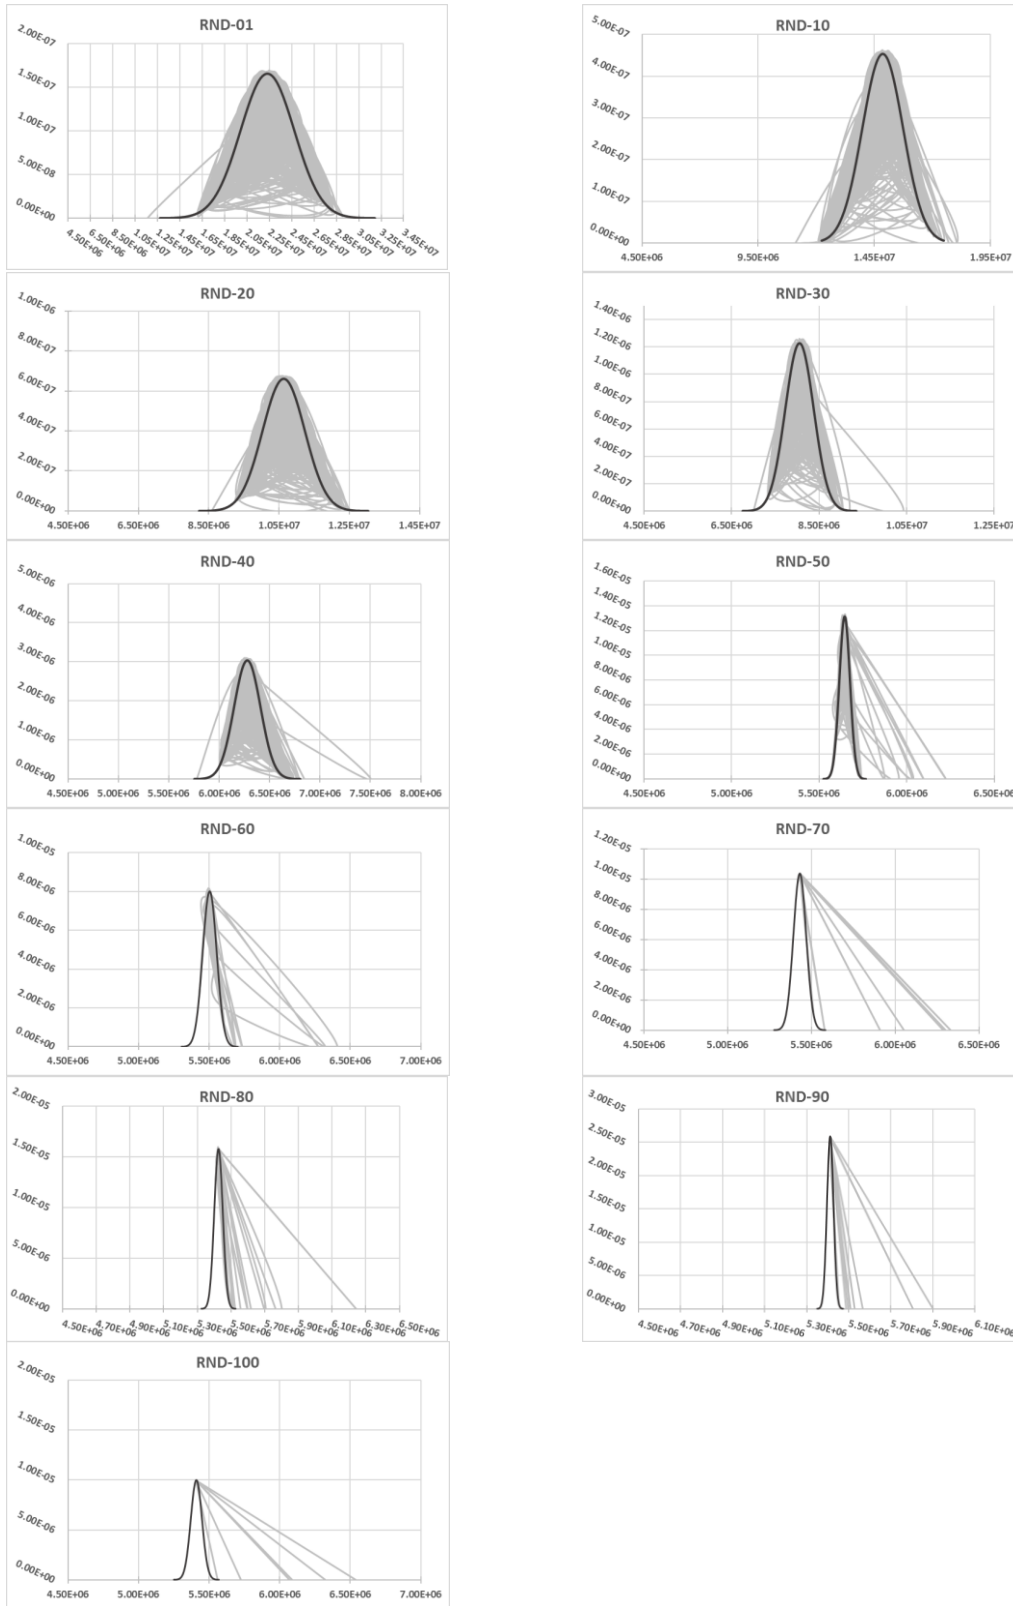 RND-01
2.00E-07
1.50E-07
1.00E-07
5.00E-08
0.00E+00
4.50E+06
6.50E+06
8.50E+06
1.05E+07
1.25E+07
1.45E+07
1.65E+07
1.85E+07
2.05E+07
2.25E+07
2.45E+07
2.65E+07
2.85E+07
3.05E+07
3.25E+07
3.45E+07
RND-10
5.00E-07
4.00E-07
3.00E-07
2.00E-07
1.00E-07
0.00E+00
4.50E+06 9.50E+06 1.45E+07 1.95E+07
RND-20
1.00E-06
8.00E-07
6.00E-07
4.00E-07
2.00E-07
0.00E+00
4.50E+06 6.50E+06 8.50E+06 1.05E+07 1.25E+07 1.45E+07
RND-30
1.40E-06
1.20E-06
1.00E-06
8.00E-07
6.00E-07
4.00E-07
2.00E-07
0.00E+00
4.50E+06 6.50E+06 8.50E+06 1.05E+07 1.25E+07
RND-40
5.00E-06
4.00E-06
3.00E-06
2.00E-06
1.00E-06
0.00E+00
4.50E+06 5.00E+06 5.50E+06 6.00E+06 6.50E+06 7.00E+06 7.50E+06 8.00E+06
RND-50
1.60E-05
1.40E-05
1.20E-05
1.00E-05
8.00E-06
6.00E-06
4.00E-06
2.00E-06
0.00E+00
4.50E+06 5.00E+06 5.50E+06 6.00E+06 6.50E+06
RND-60
1.00E-05
8.00E-06
6.00E-06
4.00E-06
2.00E-06
0.00E+00
4.50E+06 5.00E+06 5.50E+06 6.00E+06 6.50E+06 7.00E+06
RND-70
1.20E-05
1.00E-05
8.00E-06
6.00E-06
4.00E-06
2.00E-06
0.00E+00
4.50E+06 5.00E+06 5.50E+06 6.00E+06 6.50E+06
RND-80
2.00E-05
1.50E-05
1.00E-05
5.00E-06
0.00E+00
4.50E+06
4.70E+06
4.90E+06
5.10E+06
5.30E+06
5.50E+06
5.70E+06
5.90E+06
6.10E+06
6.30E+06
6.50E+06
RND-90
3.00E-05
2.50E-05
2.00E-05
1.50E-05
1.00E-05
5.00E-06
0.00E+00
4.50E+06
4.70E+06
4.90E+06
5.10E+06
5.30E+06
5.50E+06
5.70E+06
5.90E+06
6.10E+06
RND-100
2.00E-05
1.50E-05
1.00E-05
5.00E-06
0.00E+00
4.50E+06 5.00E+06 5.50E+06 6.00E+06 6.50E+06 7.00E+06